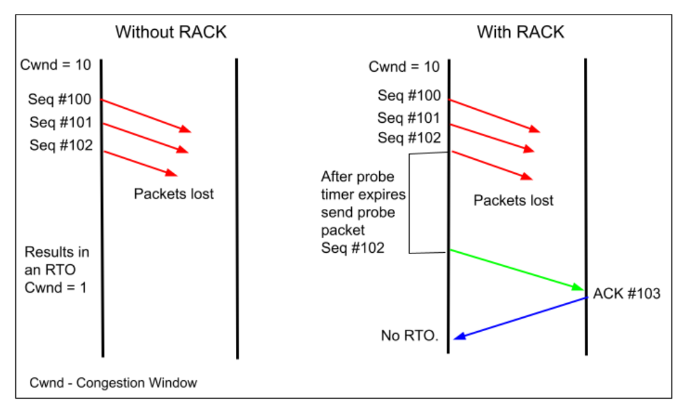 Without RACK
Cwnd = 10
Seq #100
Seq #101
Seq #102
Packets lost
Results in
an RTO
Cwnd = 1
With RACK
Cwnd = 10
Seq #100
Seq #101
Seq #102
After probe
timer expires
send probe
packet
Seq #102
Packets lost
ACK #103
No RTO.
Cwnd - Congestion Window